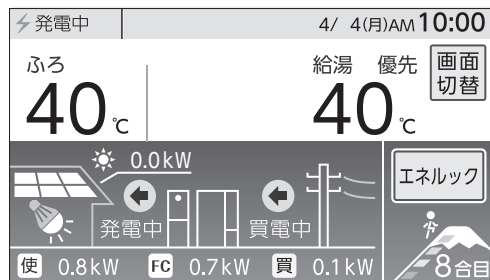 発電中 4/ 4(月)AM10:00
ふろ 給湯 優先 画面切替
40℃ 40℃
0.0kW エネルック
発電中 買電中
使 0.8kW FC 0.7kW 買 0.1kW 8合目